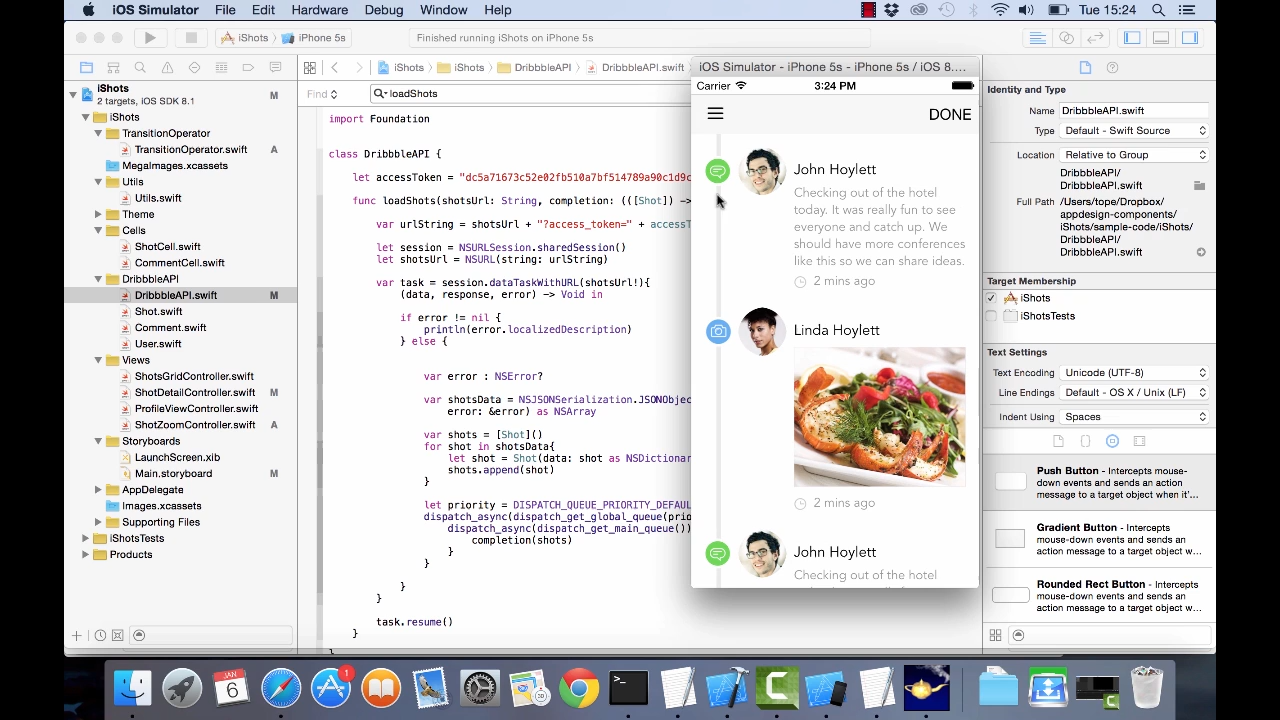 iOS Simulator File Edit Hardware Debug Window Help Tue 15:24
iShots iPhone 5s Finished running iShots on iPhone 5s
iShots
2 targets, iOS SDK 8.1
M
iShots
TransitionOperator
TransitionOperator.swift A
MegaImages.xcassets
Utils
Utils.swift
Theme
Cells
ShotCell.swift
CommentCell.swift
DribbbleAPI
DribbbleAPI.swift M
Shot.swift
Comment.swift
User.swift
Views
ShotsGridController.swift
ShotDetailController.swift M
ProfileViewController.swift
ShotZoomController.swift A
Storyboards
LaunchScreen.xib
Main.storyboard M
AppDelegate
Images.xcassets
Supporting Files
iShotsTests
Products
iShots iShots DribbbleAPI DribbbleAPI.swift
Find loadShots
import Foundation
class DribbbleAPI {
let accessToken = "dc5a71673c52e02fb510a7bf514789a90c1d9c
func loadShots(shotsUrl: String, completion: (([Shot]) ->
var urlString = shotsUrl + "?access_token=" + accessT
let session = NSURLSession.sharedSession()
let shotsUrl = NSURL(string: urlString)
var task = session.dataTaskWithURL(shotsUrl!){
(data, response, error) -> Void in
if error != nil {
println(error.localizedDescription)
} else {
var error : NSError?
var shotsData = NSJSONSerialization.JSONObjec
error: &error) as NSArray
var shots = [Shot]()
for shot in shotsData{
let shot = Shot(data: shot as NSDictionar
shots.append(shot)
}
let priority = DISPATCH_QUEUE_PRIORITY_DEFAUL
dispatch_async(dispatch_get_global_queue(prio
dispatch_async(dispatch_get_main_queue())
completion(shots)
}
}
}
}
task.resume()
}
iOS Simulator - iPhone 5s - iPhone 5s / iOS 8....
Carrier 3:24 PM
DONE
John Hoylett
Checking out of the hotel
today. It was really fun to see
everyone and catch up. We
should have more conferences
like this so we can share ideas.
2 mins ago
Linda Hoylett
2 mins ago
John Hoylett
Checking out of the hotel
Identity and Type
Name DribbbleAPI.swift
Type Default - Swift Source
Location Relative to Group
DribbbleAPI/
DribbbleAPI.swift
Full Path /Users/tope/Dropbox/
appdesign-components/
iShots/sample-code/iShots/
DribbbleAPI/
DribbbleAPI.swift
Target Membership
iShots
iShotsTests
Text Settings
Text Encoding Unicode (UTF-8)
Line Endings Default - OS X / Unix (LF)
Indent Using Spaces
Push Button - Intercepts mouse-
down events and sends an
action message to a target object when it'...
Gradient Button - Intercepts
mouse-down events and sends an
action message to a target object w...
Rounded Rect Button - Intercepts
mouse-down events and sends an
action message to a target object w...
JAN
6
1